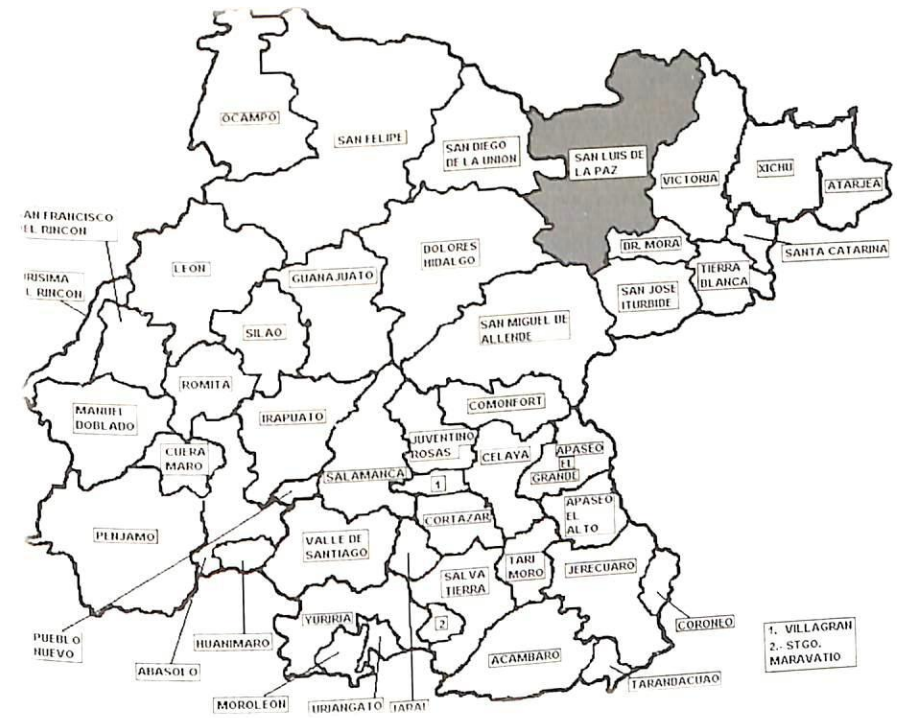 OCAMPO
SAN FELIPE
SAN DIEGO
DE LA UNION
SAN LUIS DE
LA PAZ
VICTORIA
XICHU
ATARJEA
AN FRANCISCO
EL RINCON
LEON
GUANAJUATO
DOLORES
HIDALGO
DR. MORA
SANTA CATARINA
RISIMA
L RINCON
SILAO
SAN JOSE
ITURBIDE
TIERRA
BLANCA
SAN MIGUEL DE
ALLENDE
ROMITA
MANUEL
DOBLADO
IRAPUATO
COMONFORT
CUERA
MARO
SALAMANCA
JUVENTINO
ROSAS
CELAYA
APASEO
EL
GRANDE
1
CORTAZAR
APASEO
EL
ALTO
PENJAMO
VALLE DE
SANTIAGO
SALVA
TIERRA
TARI
MORO
JERECUARO
PUEBLO
NUEVO
ABASOLO
HUANIMARO
YURIRIA
2
ACAMBARO
CORONEO
MOROLEON
URIANGATO
TARANDACUAO
1. VILLAGRAN
2.- STGO.
MARAVATIO